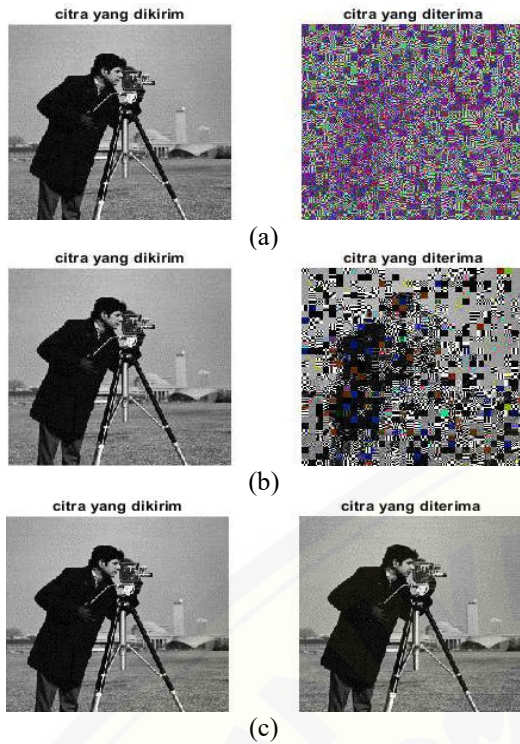 citra yang dikirim citra yang diterima
(a)
citra yang dikirim citra yang diterima
(b)
citra yang dikirim citra yang diterima
(c)